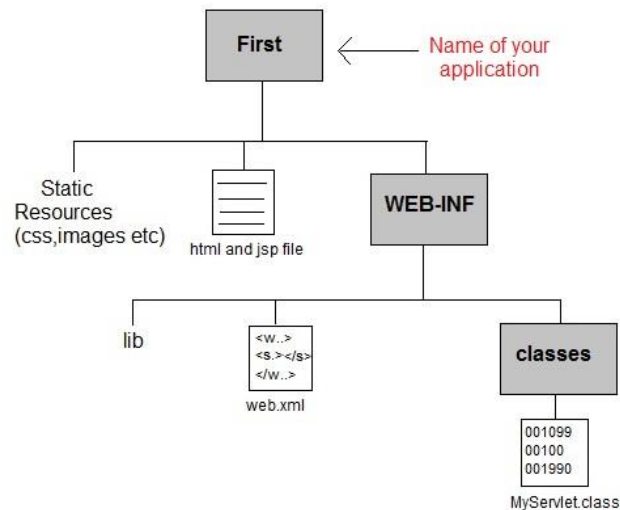 First
Name of your
application
Static
Resources
(css,images etc)
html and jsp file
WEB-INF
lib
<w..>
<s.></s>
</w..>
web.xml
classes
001099
00100
001990
MyServlet.class